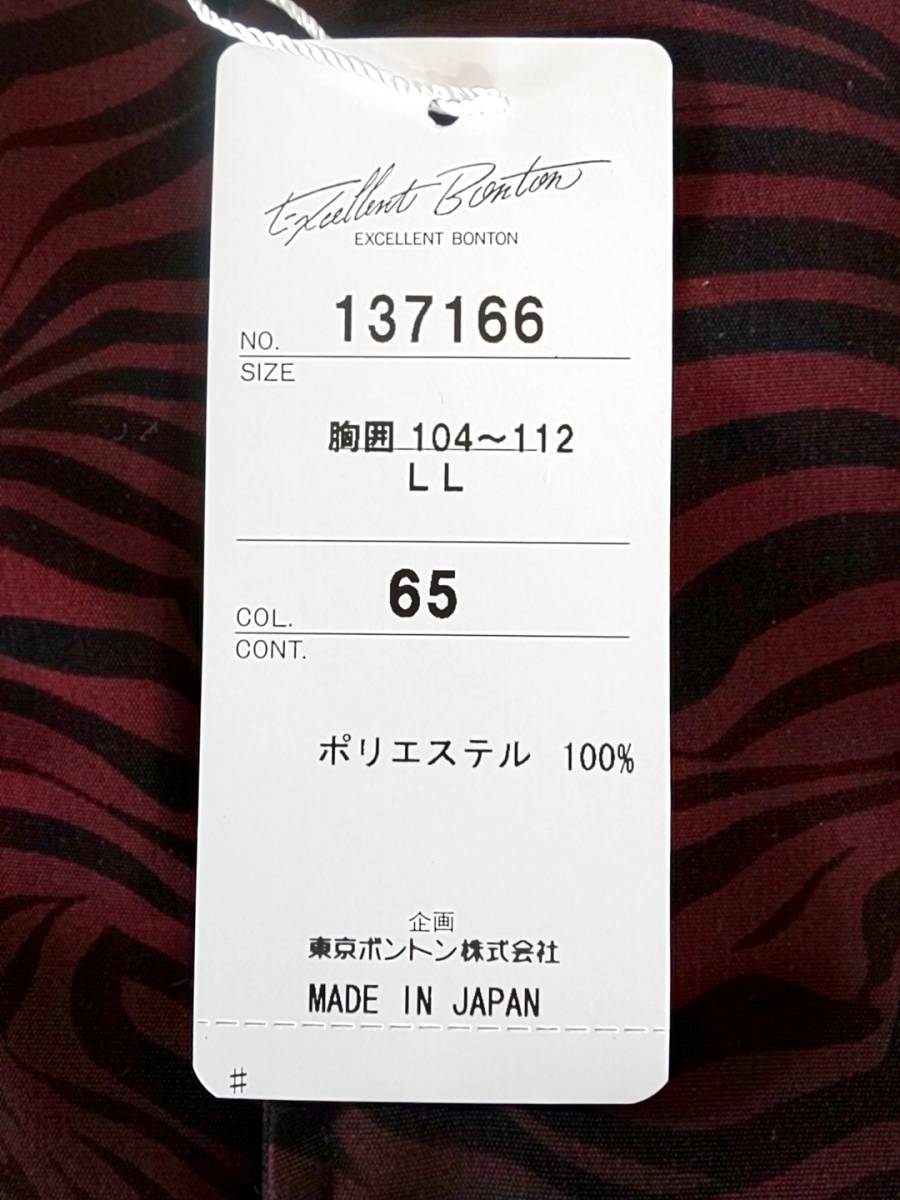 Excellent Bonton
EXCELLENT BONTON
NO. 137166
SIZE
胸囲 104～112
LL
COL. 65
CONT.
ポリエステル 100%
企画
東京ボントン株式会社
MADE IN JAPAN
#